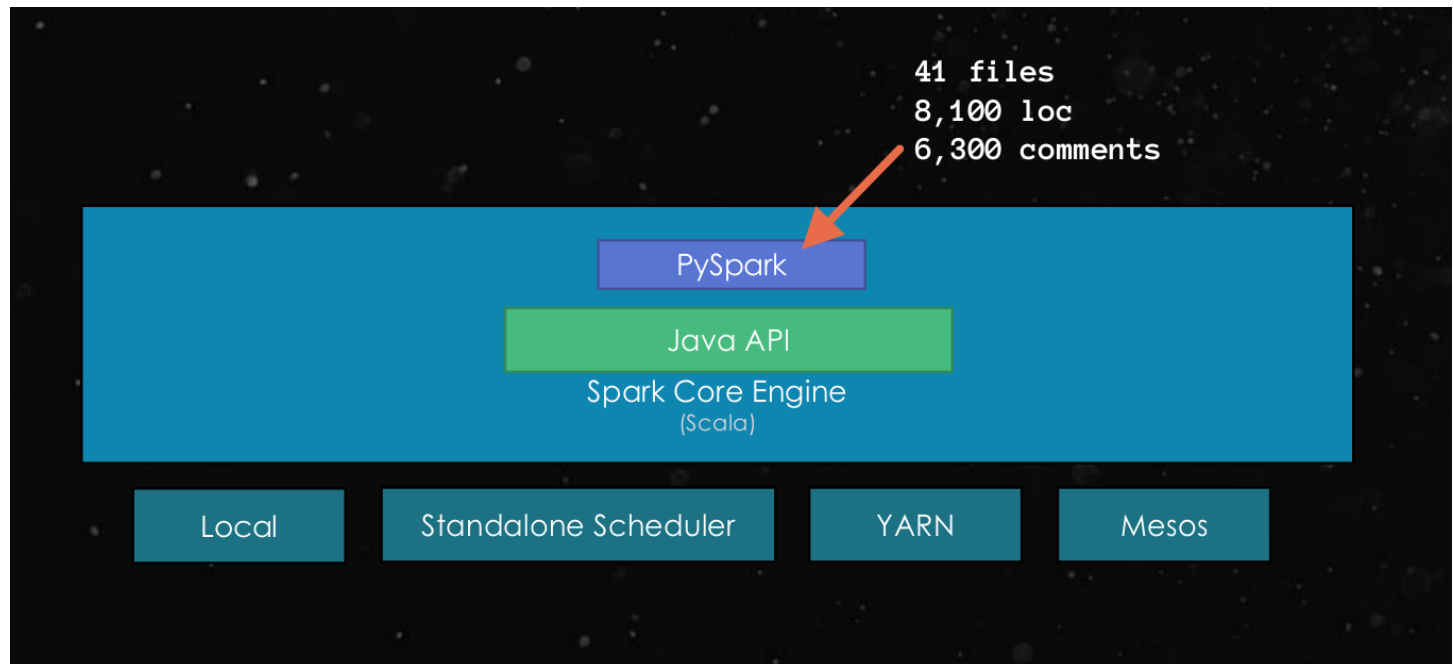 41 files
8,100 loc
6,300 comments
PySpark
Java API
Spark Core Engine
(Scala)
Local
Standalone Scheduler
YARN
Mesos